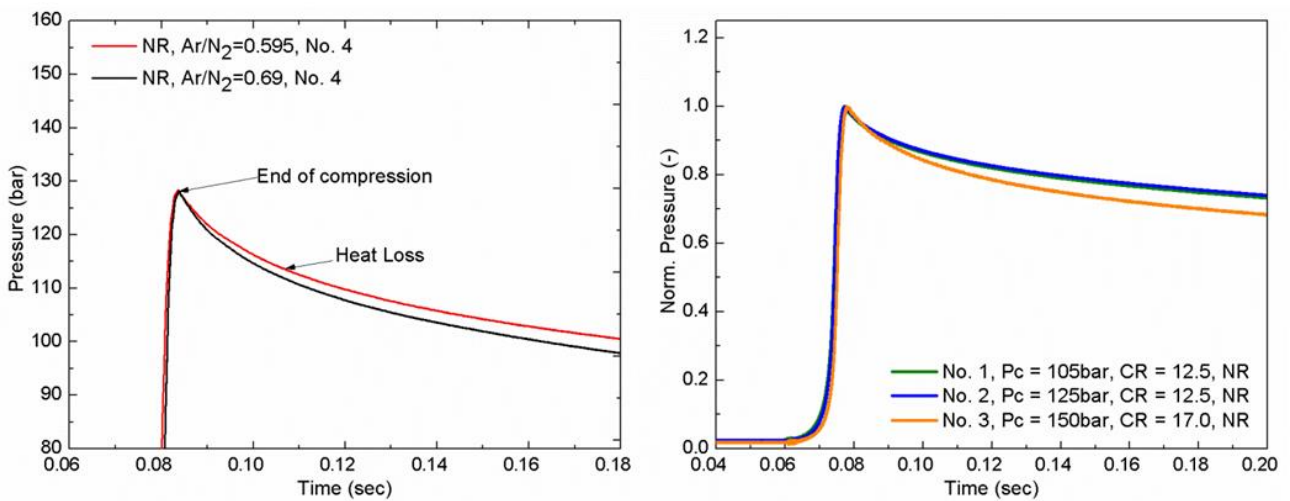 160
150
140
130
120
110
100
90
80
Pressure (bar)
NR, Ar/N2=0.595, No. 4
NR, Ar/N2=0.69, No. 4
End of compression
Heat Loss
0.06 0.08 0.10 0.12 0.14 0.16 0.18
Time (sec)
1.2
1.0
0.8
0.6
0.4
0.2
0.0
Norm. Pressure (-)
No. 1, Pc = 105bar, CR = 12.5, NR
No. 2, Pc = 125bar, CR = 12.5, NR
No. 3, Pc = 150bar, CR = 17.0, NR
0.04 0.06 0.08 0.10 0.12 0.14 0.16 0.18 0.20
Time (sec)